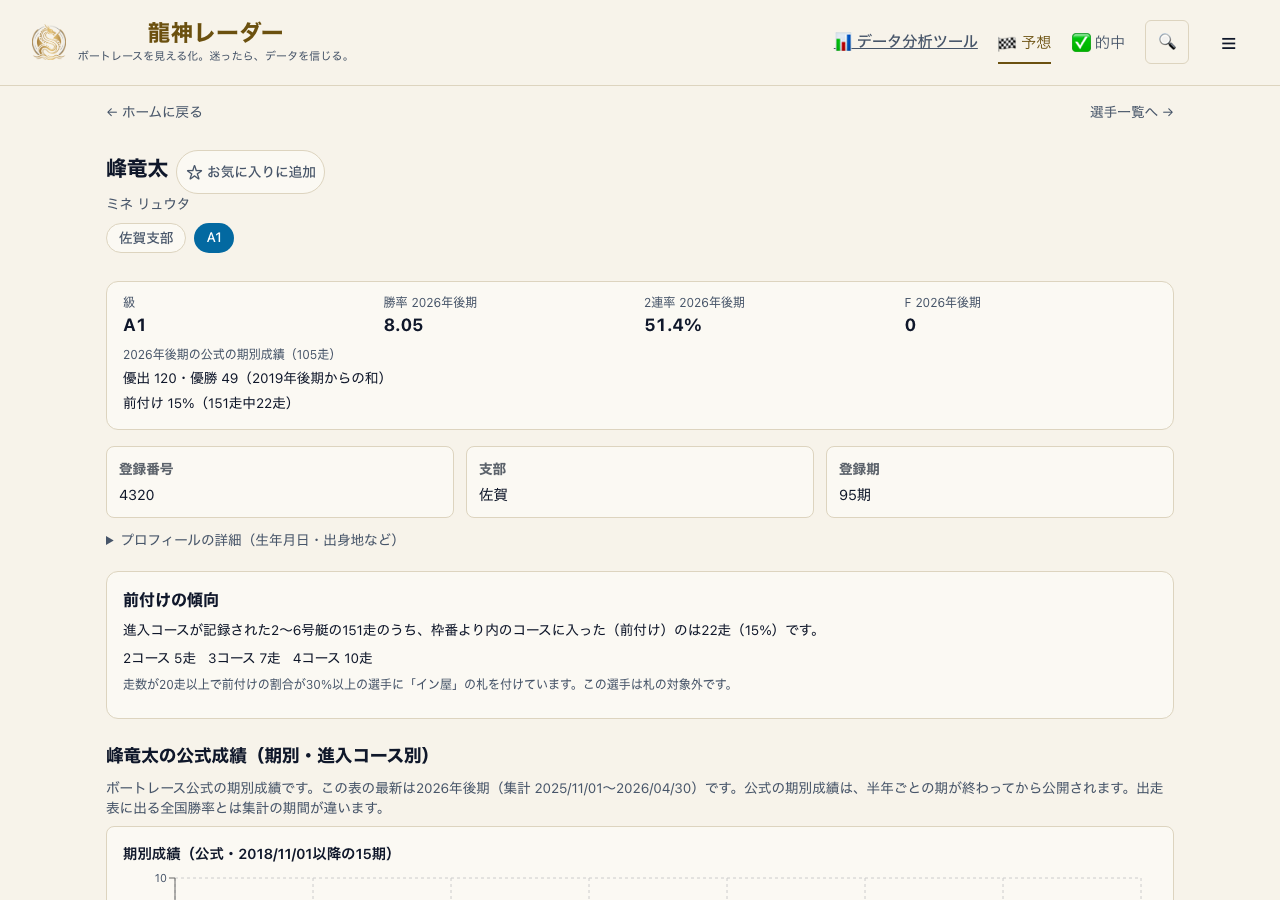 龍神レーダー
ボートレースを見える化。迷ったら、データを信じる。
📊 データ分析ツール
🏁 予想
✅ 的中
🔍
≡
← ホームに戻る
選手一覧へ →
峰竜太
☆ お気に入りに追加
ミネ リュウタ
佐賀支部
A1
級
勝率 2026年後期
2連率 2026年後期
F 2026年後期
A1
8.05
51.4%
0
2026年後期の公式の期別成績（105走）
優出 120・優勝 49（2019年後期からの和）
前付け 15%（151走中22走）
登録番号
4320
支部
佐賀
登録期
95期
▶ プロフィールの詳細（生年月日・出身地など）
前付けの傾向
進入コースが記録された2〜6号艇の151走のうち、枠番より内のコースに入った（前付け）のは22走（15%）です。
2コース 5走 3コース 7走 4コース 10走
走数が20走以上で前付けの割合が30%以上の選手に「イン屋」の札を付けています。この選手は札の対象外です。
峰竜太の公式成績（期別・進入コース別）
ボートレース公式の期別成績です。この表の最新は2026年後期（集計 2025/11/01〜2026/04/30）です。公式の期別成績は、半年ごとの期が終わってから公開されます。出走
表に出る全国勝率とは集計の期間が違います。
期別成績（公式・2018/11/01以降の15期）
10